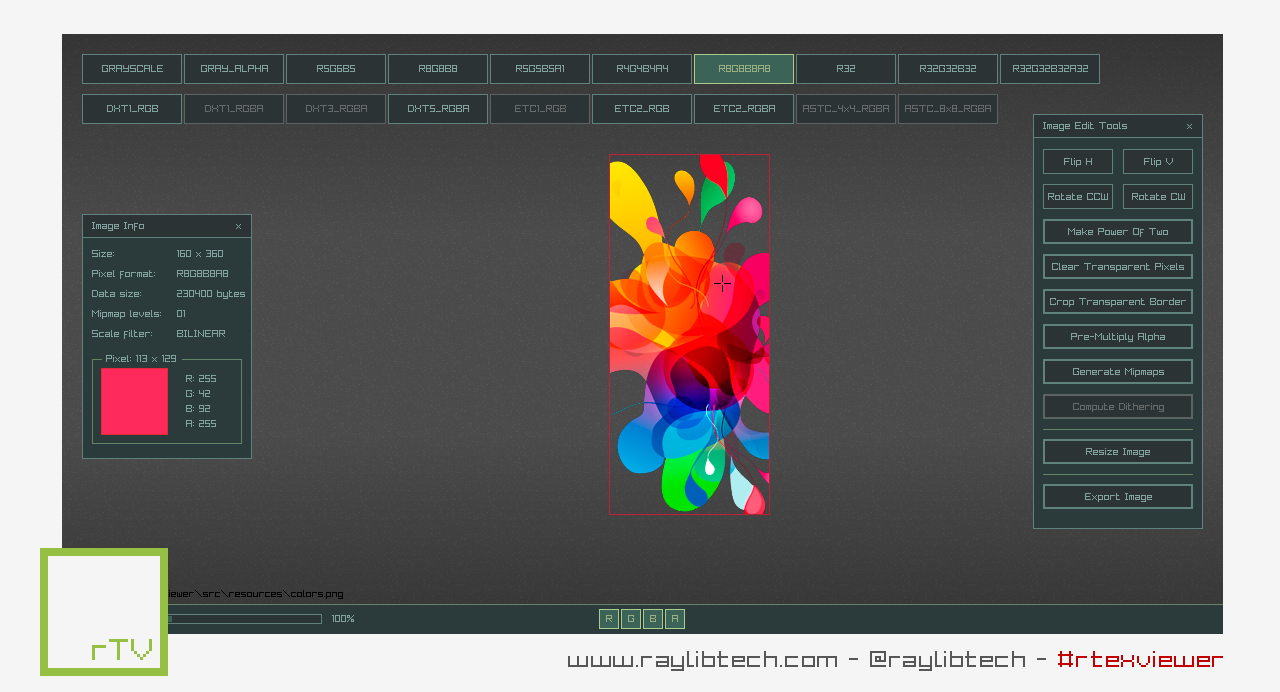 GRAYSCALE GRAY_ALPHA R5G6B5 R8G8B8 R5G5B5A1 R4G4B4A4 R8G8B8A8 R32 R32G32B32 R32G32B32A32
DXT1_RGB DXT1_RGBA DXT3_RGBA DXT5_RGBA ETC1_RGB ETC2_RGB ETC2_RGBA ASTC_4x4_RGBA ASTC_8x8_RGBA
Image Info x
Size: 160 x 360
Pixel format: R8G8B8A8
Data size: 230400 bytes
Mipmap levels: 01
Scale filter: BILINEAR
Pixel: 113 x 129
R: 255
G: 42
B: 92
A: 255
Image Edit Tools x
Flip H Flip V
Rotate CCW Rotate CW
Make Power Of Two
Clear Transparent Pixels
Crop Transparent Border
Pre-Multiply Alpha
Generate Mipmaps
Compute Dithering
Resize Image
Export Image
iewer\src\resources\colors.png
100% R G B A
rTV
www.raylibtech.com - @raylibtech - #rtexviewer